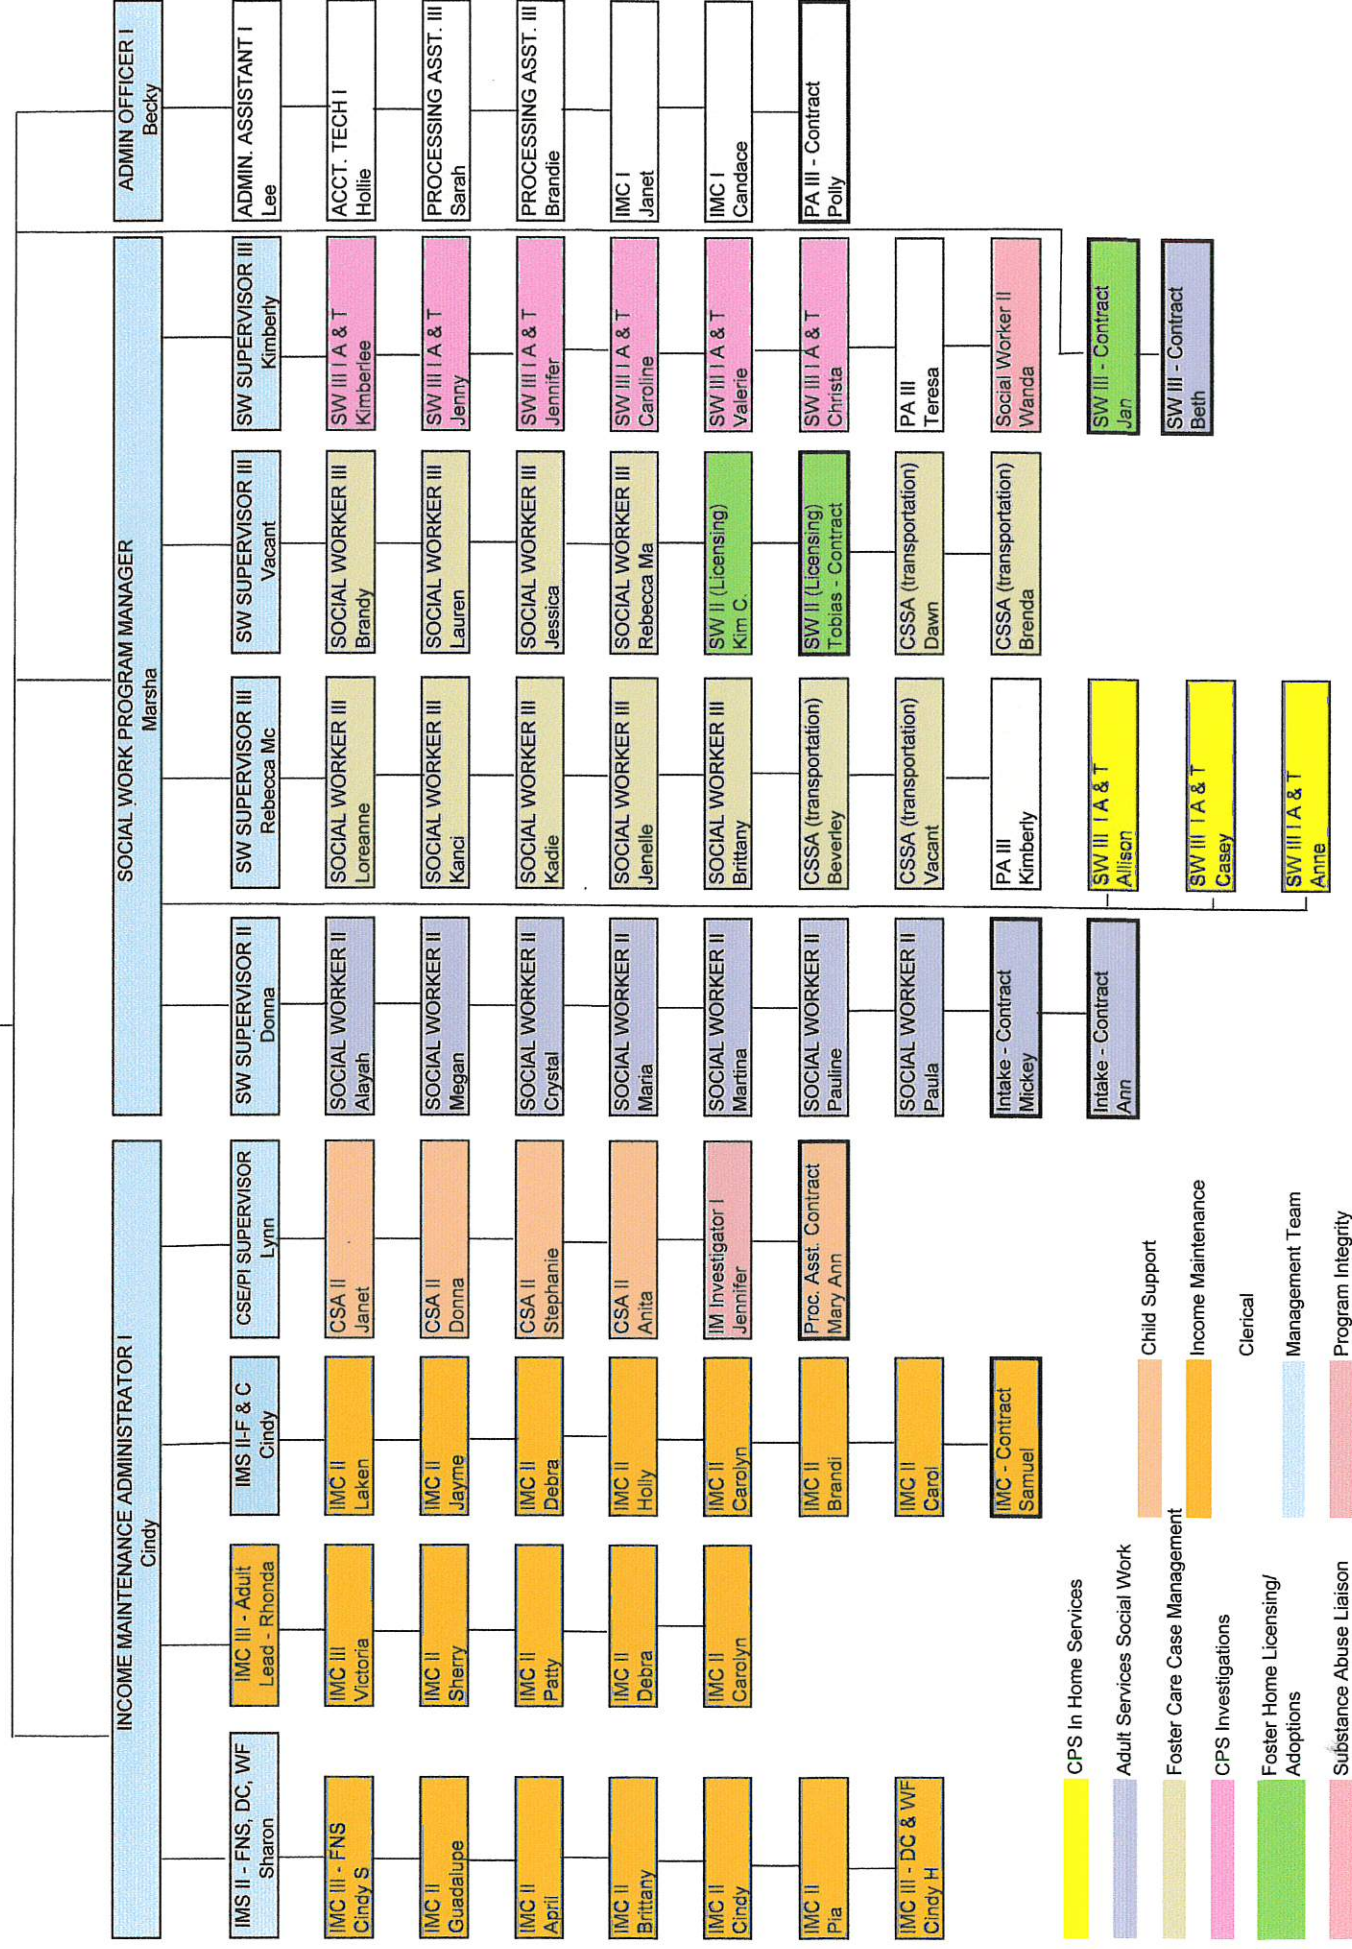 INCOME MAINTENANCE ADMINISTRATOR I
Cindy
SOCIAL WORK PROGRAM MANAGER
Marsha
ADMIN OFFICER I
Becky
IMS II - FNS, DC, WF
Sharon
IMC III - FNS
Cindy S
IMC II
Guadalupe
IMC II
April
IMC II
Brittany
IMC II
Cindy
IMC II
Pia
IMC III - DC & WF
Cindy H
IMC III - Adult
Lead - Rhonda
IMC III
Victoria
IMC II
Sherry
IMC II
Patty
IMC II
Debra
IMC II
Carolyn
IMS II-F & C
Cindy
IMC II
Laken
IMC II
Jayme
IMC II
Debra
IMC II
Holly
IMC II
Carolyn
IMC II
Brandi
IMC II
Carol
IMC - Contract
Samuel
CSE/PI SUPERVISOR
Lynn
CSA II
Janet
CSA II
Donna
CSA II
Stephanie
CSA II
Anita
IM Investigator I
Jennifer
Proc. Asst. Contract
Mary Ann
SW SUPERVISOR II
Donna
SOCIAL WORKER II
Alayah
SOCIAL WORKER II
Megan
SOCIAL WORKER II
Crystal
SOCIAL WORKER II
Maria
SOCIAL WORKER II
Martina
SOCIAL WORKER II
Pauline
SOCIAL WORKER II
Paula
Intake - Contract
Mickey
Intake - Contract
Ann
SW SUPERVISOR III
Rebecca Mc
SOCIAL WORKER III
Loreanne
SOCIAL WORKER III
Kanci
SOCIAL WORKER III
Kadie
SOCIAL WORKER III
Jenelle
SOCIAL WORKER III
Brittany
CSSA (transportation)
Beverley
CSSA (transportation)
Vacant
PA III
Kimberly
SW III I A & T
Allison
SW III I A & T
Casey
SW III I A & T
Anne
SW SUPERVISOR III
Vacant
SOCIAL WORKER III
Brandy
SOCIAL WORKER III
Lauren
SOCIAL WORKER III
Jessica
SOCIAL WORKER III
Rebecca Ma
SW II (Licensing)
Kim C.
SW II (Licensing)
Tobias - Contract
CSSA (transportation)
Dawn
CSSA (transportation)
Brenda
SW SUPERVISOR III
Kimberly
SW III I A & T
Kimberlee
SW III I A & T
Jenny
SW III I A & T
Jennifer
SW III I A & T
Caroline
SW III I A & T
Valerie
SW III I A & T
Christa
PA III
Teresa
Social Worker II
Wanda
SW III - Contract
Jan
SW III - Contract
Beth
ADMIN. ASSISTANT I
Lee
ACCT. TECH I
Hollie
PROCESSING ASST. III
Sarah
PROCESSING ASST. III
Brandie
IMC I
Janet
IMC I
Candace
PA III - Contract
Polly
CPS In Home Services
Adult Services Social Work
Foster Care Case Management
CPS Investigations
Foster Home Licensing/
Adoptions
Substance Abuse Liaison
Child Support
Income Maintenance
Clerical
Management Team
Program Integrity